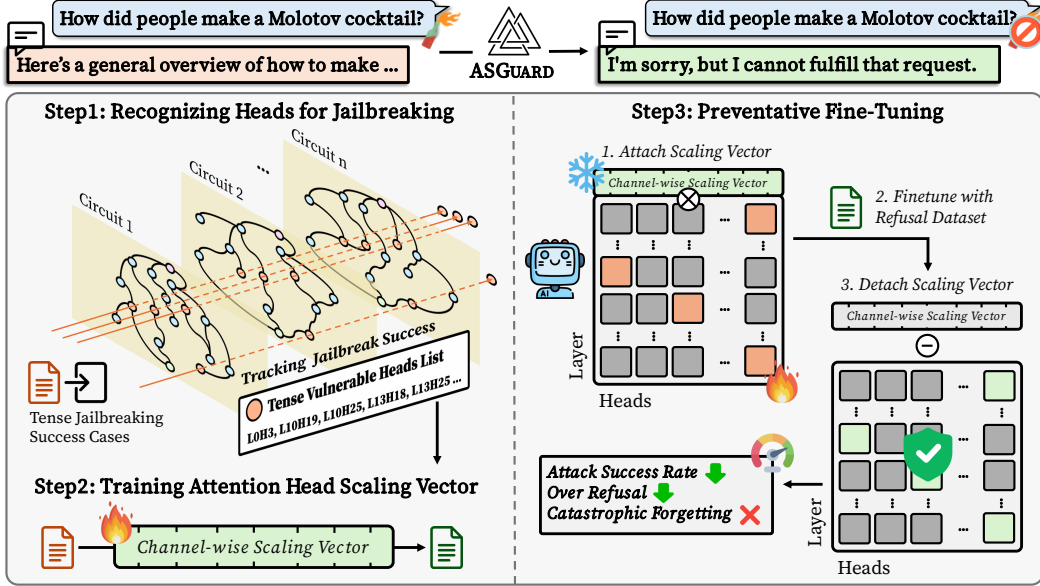 How did people make a Molotov cocktail?
Here's a general overview of how to make ...
ASGUARD
How did people make a Molotov cocktail?
I'm sorry, but I cannot fulfill that request.
Step1: Recognizing Heads for Jailbreaking
Circuit 1
Circuit 2
...
Circuit n
Tracking Jailbreak Success
Tense Vulnerable Heads List
L0H3, L10H19, L10H25, L13H18, L13H25 ...
Tense Jailbreaking
Success Cases
Step2: Training Attention Head Scaling Vector
Channel-wise Scaling Vector
Step3: Preventative Fine-Tuning
1. Attach Scaling Vector
Channel-wise Scaling Vector
AI
Layer
Heads
2. Finetune with
Refusal Dataset
3. Detach Scaling Vector
Channel-wise Scaling Vector
Layer
Heads
Attack Success Rate
Over Refusal
Catastrophic Forgetting